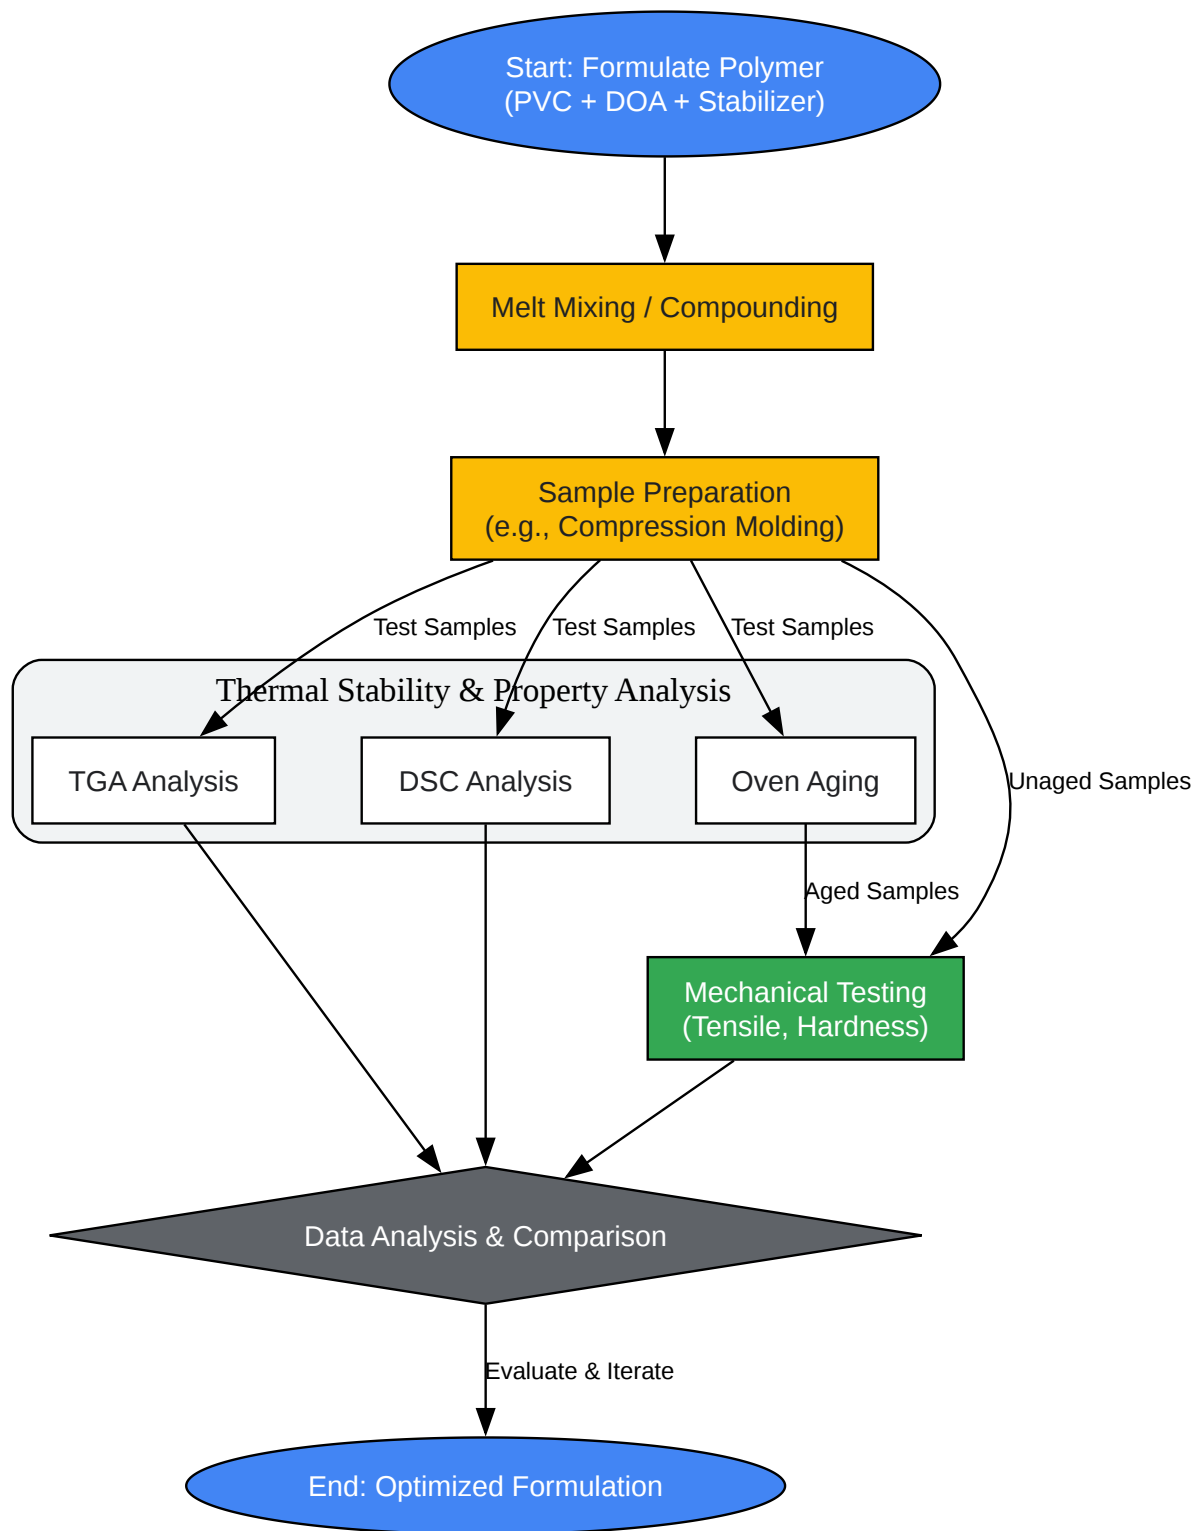 Start: Formulate Polymer
(PVC + DOA + Stabilizer)
Melt Mixing / Compounding
Sample Preparation
(e.g., Compression Molding)
Test Samples
Test Samples
Test Samples
Thermal Stability & Property Analysis
TGA Analysis
DSC Analysis
Oven Aging
Unaged Samples
Aged Samples
Mechanical Testing
(Tensile, Hardness)
Data Analysis & Comparison
Evaluate & Iterate
End: Optimized Formulation